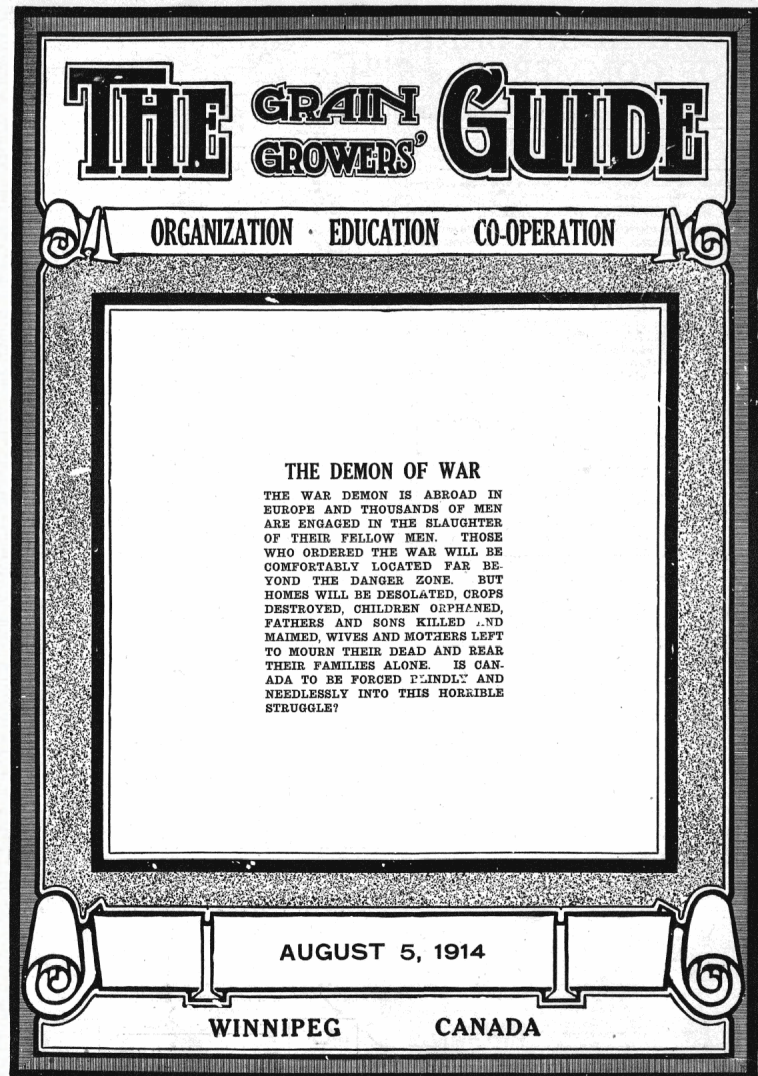 THE GRAIN GROWERS' GUIDE
ORGANIZATION · EDUCATION CO-OPERATION
THE DEMON OF WAR
THE WAR DEMON IS ABROAD IN
EUROPE AND THOUSANDS OF MEN
ARE ENGAGED IN THE SLAUGHTER
OF THEIR FELLOW MEN. THOSE
WHO ORDERED THE WAR WILL BE
COMFORTABLY LOCATED FAR BE-
YOND THE DANGER ZONE. BUT
HOMES WILL BE DESOLATED, CROPS
DESTROYED, CHILDREN ORPHANED,
FATHERS AND SONS KILLED AND
MAIMED, WIVES AND MOTHERS LEFT
TO MOURN THEIR DEAD AND REAR
THEIR FAMILIES ALONE. IS CAN-
ADA TO BE FORCED BLINDLY AND
NEEDLESSLY INTO THIS HORRIBLE
STRUGGLE?
AUGUST 5, 1914
WINNIPEG CANADA